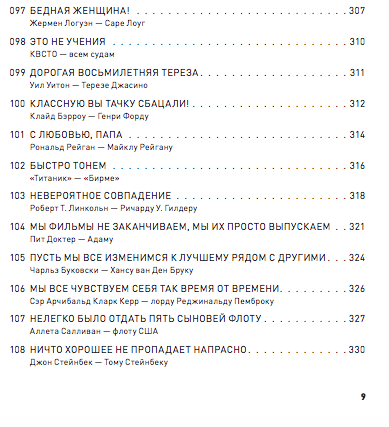 097 БЕДНАЯ ЖЕНЩИНА! . . . . . . . . . . . . . . . . . . . . . . . . . . . . 307
Жермен Логуэн — Саре Лоуг
098 ЭТО НЕ УЧЕНИЯ . . . . . . . . . . . . . . . . . . . . . . . . . . . . . . 310
КВСТО — всем судам
099 ДОРОГАЯ ВОСЬМИЛЕТНЯЯ ТЕРЕЗА . . . . . . . . . . . . . . . . . . . 311
Уил Уитон — Терезе Джасино
100 КЛАССНУЮ ВЫ ТАЧКУ СБАЦАЛИ! . . . . . . . . . . . . . . . . . . . 312
Клайд Бэрроу — Генри Форду
101 С ЛЮБОВЬЮ, ПАПА . . . . . . . . . . . . . . . . . . . . . . . . . . . 314
Рональд Рейган — Майклу Рейгану
102 БЫСТРО ТОНЕМ . . . . . . . . . . . . . . . . . . . . . . . . . . . . . 316
«Титаник» — «Бирме»
103 НЕВЕРОЯТНОЕ СОВПАДЕНИЕ . . . . . . . . . . . . . . . . . . . . . . 318
Роберт Т. Линкольн — Ричарду У. Гилдеру
104 МЫ ФИЛЬМЫ НЕ ЗАКАНЧИВАЕМ, МЫ ИХ ПРОСТО ВЫПУСКАЕМ . . 321
Пит Доктер — Адаму
105 ПУСТЬ МЫ ВСЕ ИЗМЕНИМСЯ К ЛУЧШЕМУ РЯДОМ С ДРУГИМИ . . . 324
Чарльз Буковски — Хансу ван Ден Бруку
106 МЫ ВСЕ ЧУВСТВУЕМ СЕБЯ ТАК ВРЕМЯ ОТ ВРЕМЕНИ . . . . . . . . 326
Сэр Арчибальд Кларк Керр — лорду Реджинальду Пемброку
107 НЕЛЕГКО БЫЛО ОТДАТЬ ПЯТЬ СЫНОВЕЙ ФЛОТУ . . . . . . . . . . 327
Аллета Салливан — флоту США
108 НИЧТО ХОРОШЕЕ НЕ ПРОПАДАЕТ НАПРАСНО . . . . . . . . . . . . 330
Джон Стейнбек — Тому Стейнбеку
9